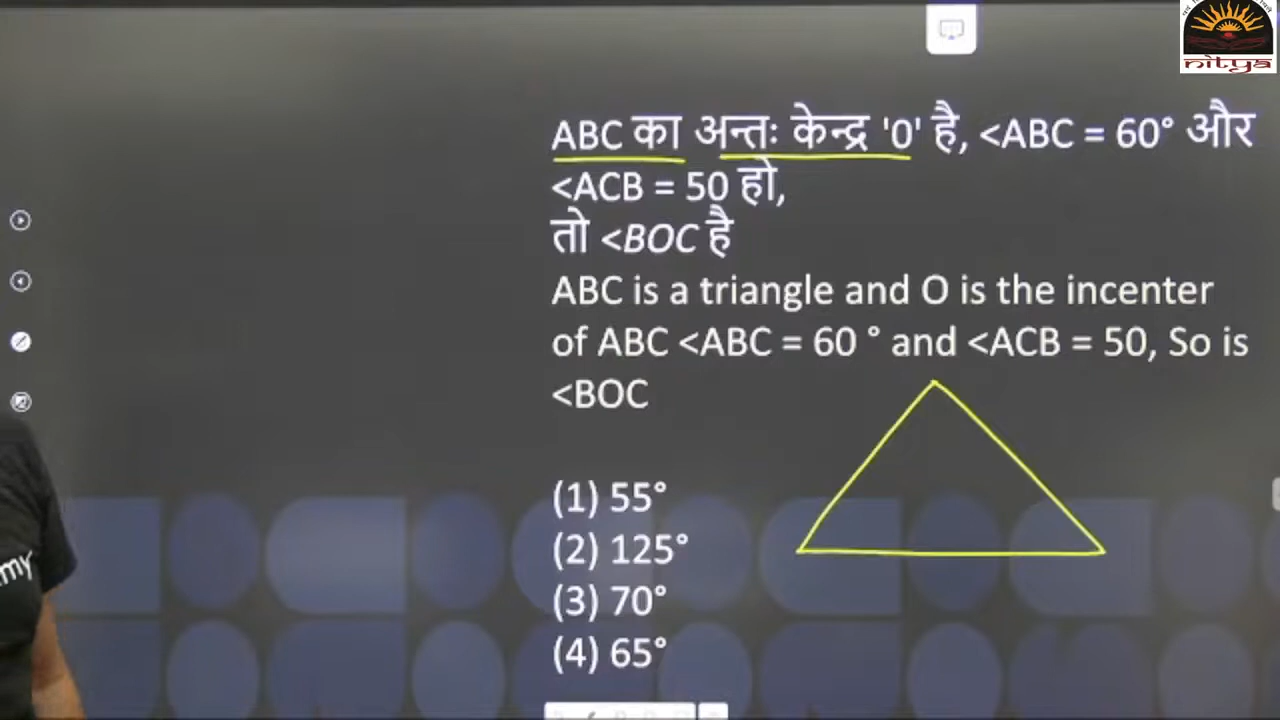 nitya
ABC का अन्तः केन्द्र '0' है, <ABC = 60° और
<ACB = 50 हो,
तो <BOC है
ABC is a triangle and O is the incenter
of ABC <ABC = 60 ° and <ACB = 50, So is
<BOC
(1) 55°
(2) 125°
(3) 70°
(4) 65°
my